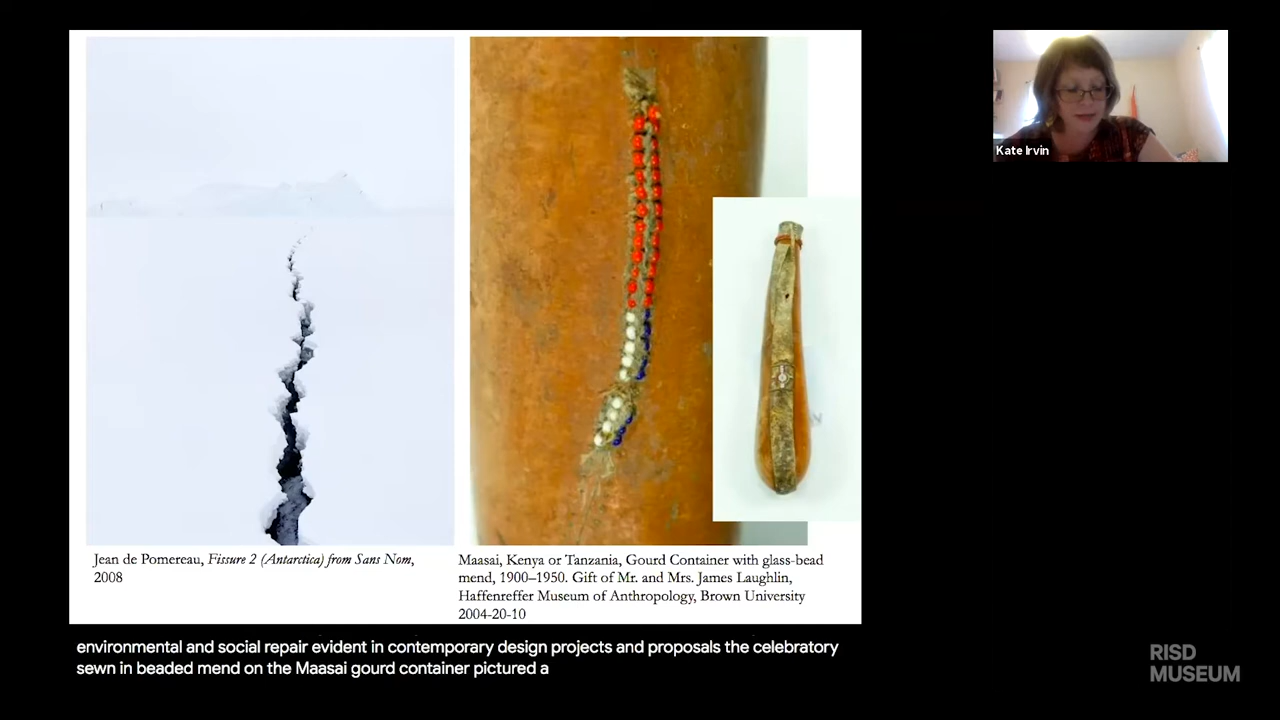 Kate Irvin
Jean de Pomereau, Fissure 2 (Antarctica) from Sans Nom,
2008
Maasai, Kenya or Tanzania, Gourd Container with glass-bead
mend, 1900–1950. Gift of Mr. and Mrs. James Laughlin,
Haffenreffer Museum of Anthropology, Brown University
2004-20-10
environmental and social repair evident in contemporary design projects and proposals the celebratory
sewn in beaded mend on the Maasai gourd container pictured a
RISD
MUSEUM